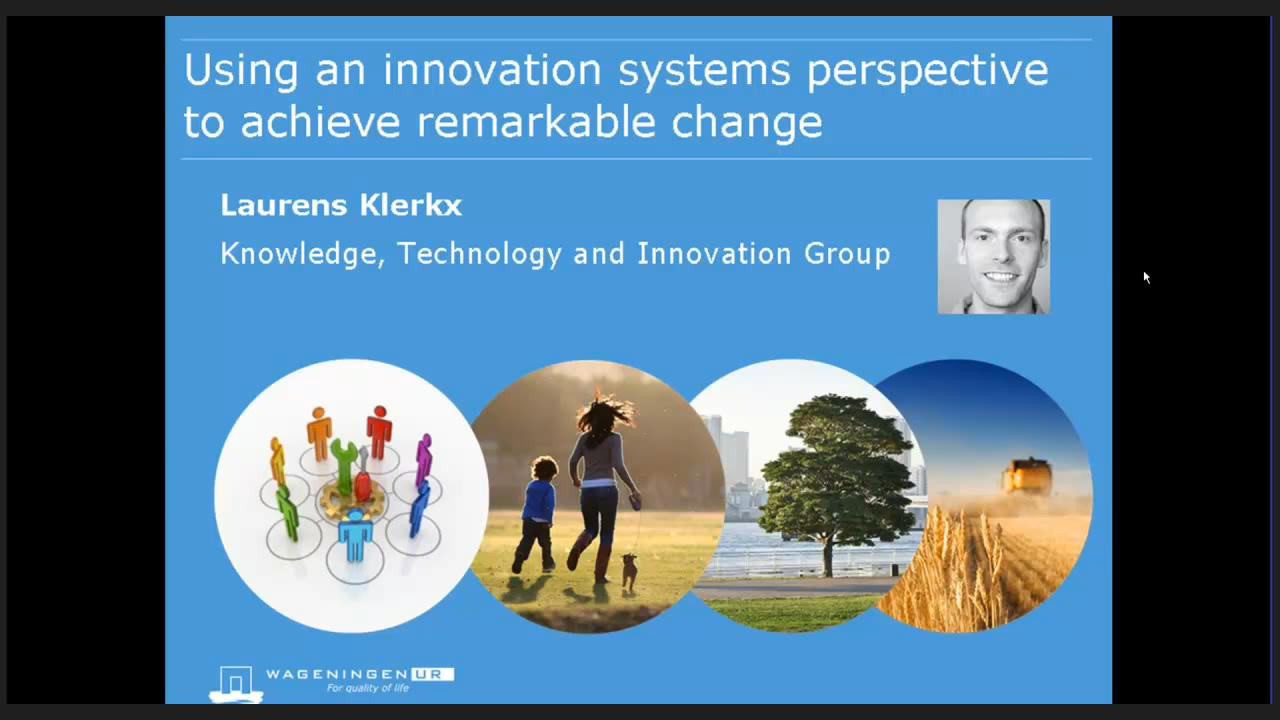 Using an innovation systems perspective
to achieve remarkable change
Laurens Klerkx
Knowledge, Technology and Innovation Group
WAGENINGEN UR
For quality of life